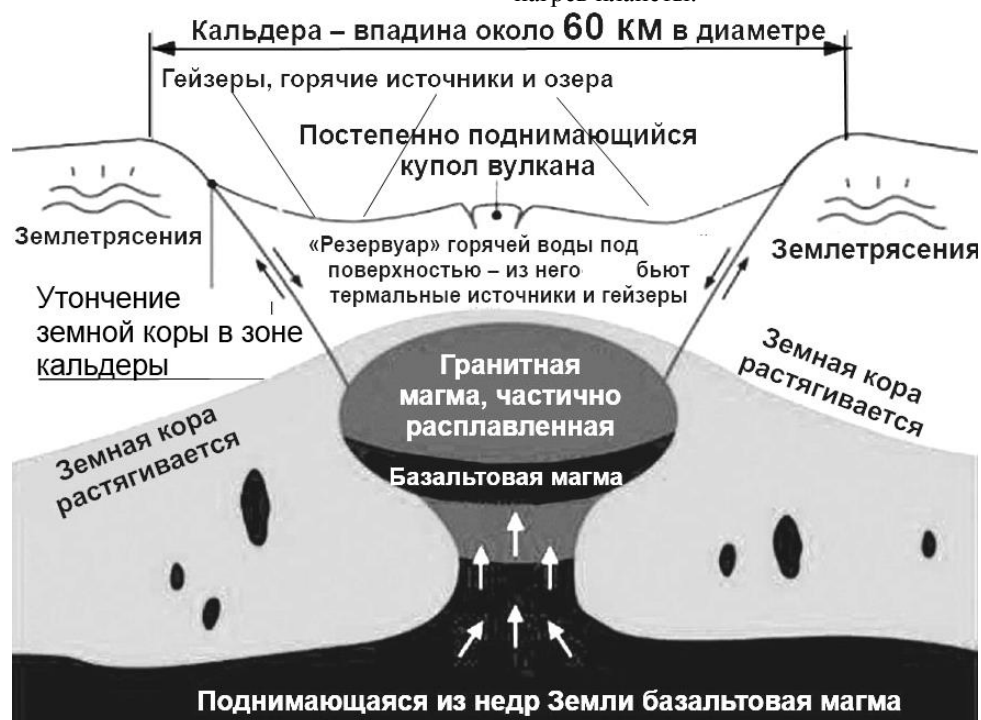 нагрев планеты.
Кальдера – впадина около 60 КМ в диаметре
Гейзеры, горячие источники и озера
Постепенно поднимающийся
купол вулкана
Землетрясения
«Резервуар» горячей воды под
поверхностью – из него бьют
термальные источники и гейзеры
Землетрясения
Утончение
земной коры в зоне
кальдеры
Гранитная
магма, частично
расплавленная
Земная кора
растягивается
Земная кора
растягивается
Базальтовая магма
Поднимающаяся из недр Земли базальтовая магма